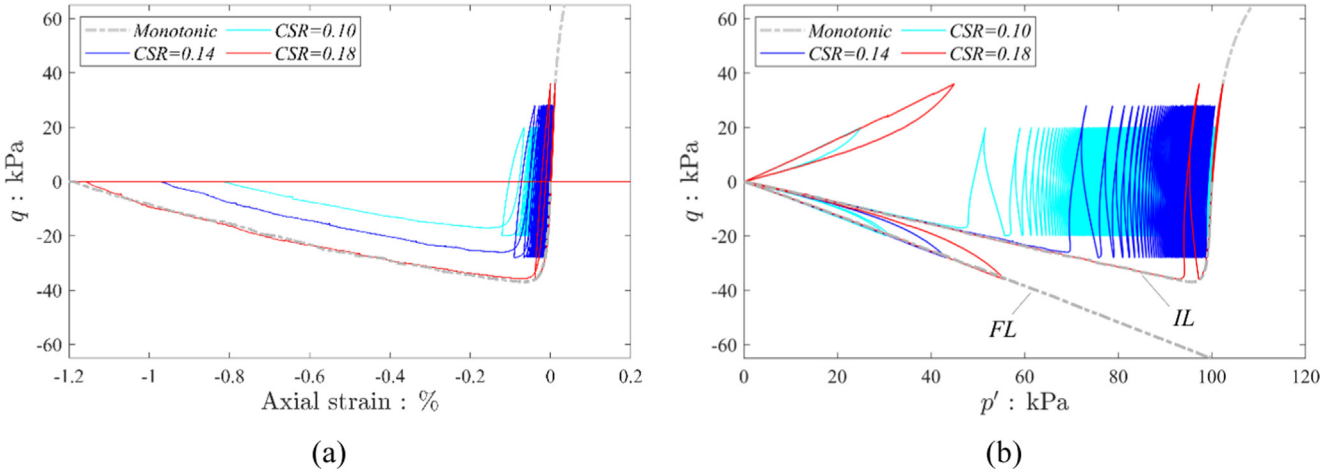 Monotonic CSR=0.10
CSR=0.14 CSR=0.18
60
40
20
0
-20
-40
-60
q : kPa
-1.2 -1 -0.8 -0.6 -0.4 -0.2 0 0.2
Axial strain : %
(a)
Monotonic CSR=0.10
CSR=0.14 CSR=0.18
60
40
20
0
-20
-40
-60
q : kPa
FL
IL
0 20 40 60 80 100 120
p′ : kPa
(b)